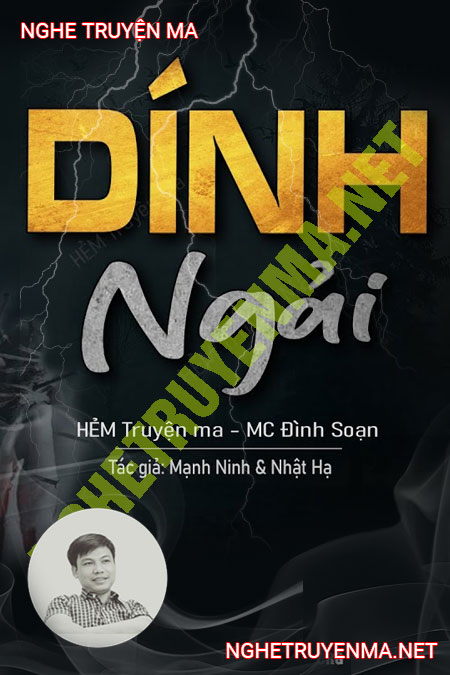 NGHE TRUYỆN MA
DÍNH
Ngải
HẺM Truyện ma - MC Đình Soạn
Tác giả: Mạnh Ninh & Nhật Hạ
NGHETRUYENMA.NET
NGHETRUYENMA.NET